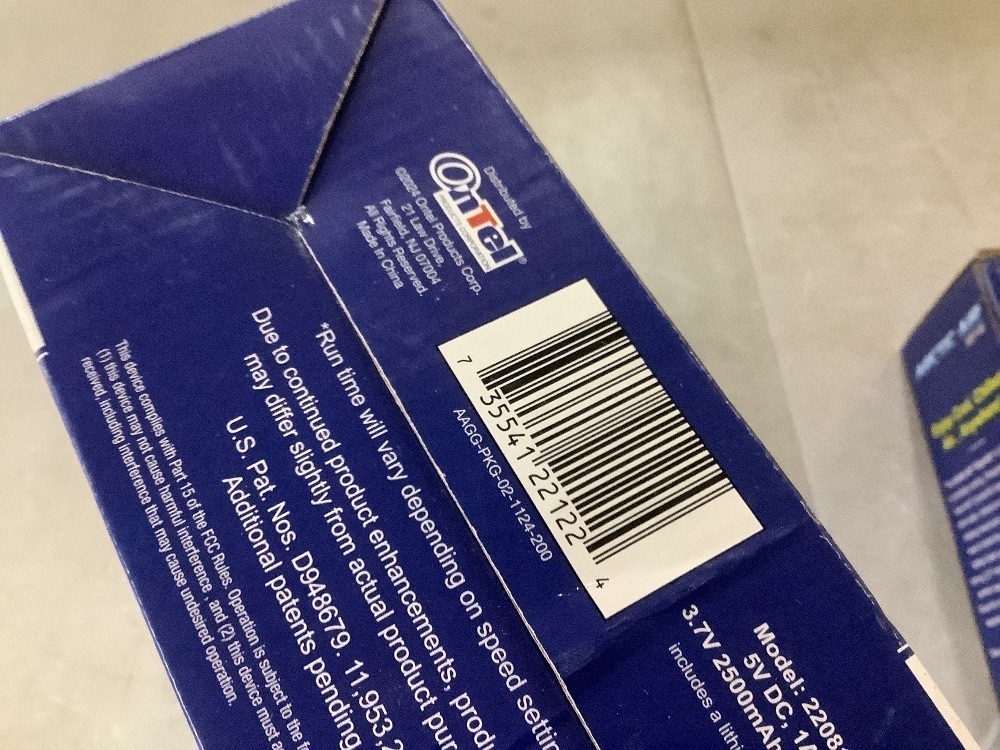 Distributed by
OnTel®
PRODUCTS CORPORATION
©2024 Ontel Products Corp.
21 Law Drive,
Fairfield, NJ 07004
All Rights Reserved.
Made In China
7 35541 22122 4
AAGG-PKG-02-1124-200
Model: 2208
5V DC, 1A
3.7V 2500mAh
includes a lith
*Run time will vary depending on speed settin
Due to continued product enhancements, produ
may differ slightly from actual product pur
U.S. Pat. Nos. D948679, 11,953,2
Additional patents pending
This device complies with Part 15 of the FCC Rules. Operation is subject to the f
(1) this device may not cause harmful interference, and (2) this device must a
received, including interference that may cause undesired operation.